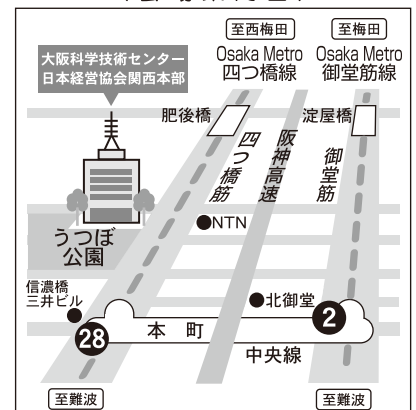 至西梅田
至梅田
大阪科学技術センター
日本経営協会関西本部
Osaka Metro
四つ橋線
Osaka Metro
御堂筋線
肥後橋
淀屋橋
四つ橋筋
阪神高速
御堂筋
NTN
うつぼ
公園
信濃橋
三井ビル
北御堂
2
28
本町
中央線
至難波
至難波